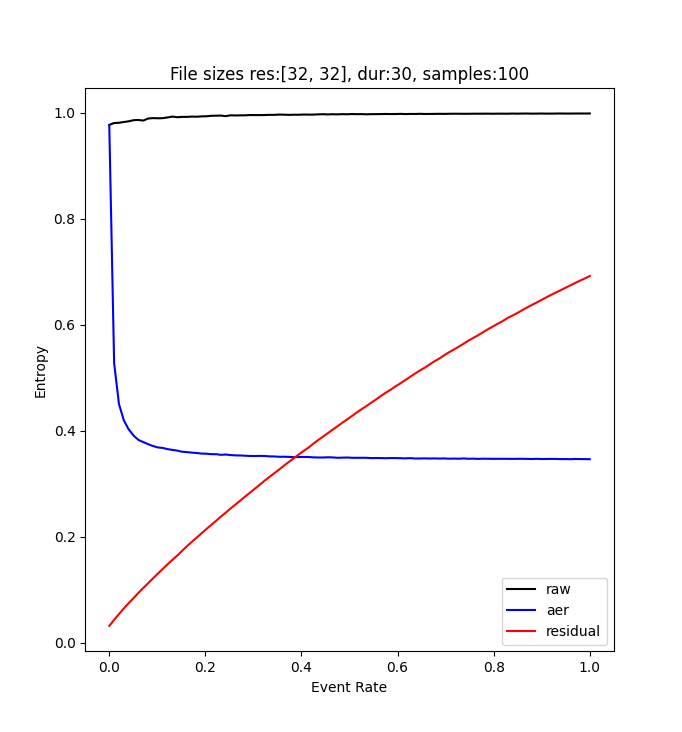 File sizes res:[32, 32], dur:30, samples:100
1.0
0.8
0.6
0.4
0.2
0.0
Entropy
0.0 0.2 0.4 0.6 0.8 1.0
Event Rate
raw
aer
residual